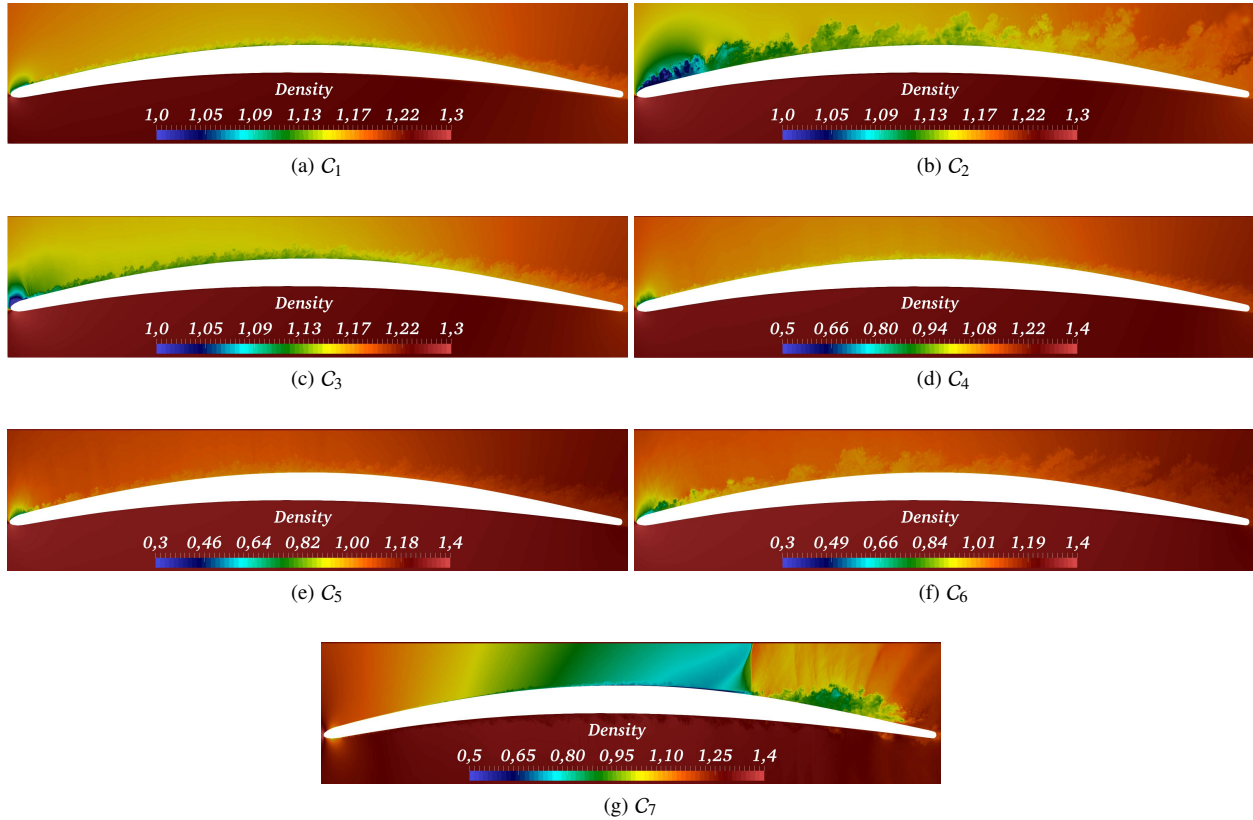 Density Density
1,0 1,05 1,09 1,13 1,17 1,22 1,3 1,0 1,05 1,09 1,13 1,17 1,22 1,3
(a) C1 (b) C2
Density Density
1,0 1,05 1,09 1,13 1,17 1,22 1,3 0,5 0,66 0,80 0,94 1,08 1,22 1,4
(c) C3 (d) C4
Density Density
0,3 0,46 0,64 0,82 1,00 1,18 1,4 0,3 0,49 0,66 0,84 1,01 1,19 1,4
(e) C5 (f) C6
Density
0,5 0,65 0,80 0,95 1,10 1,25 1,4
(g) C7